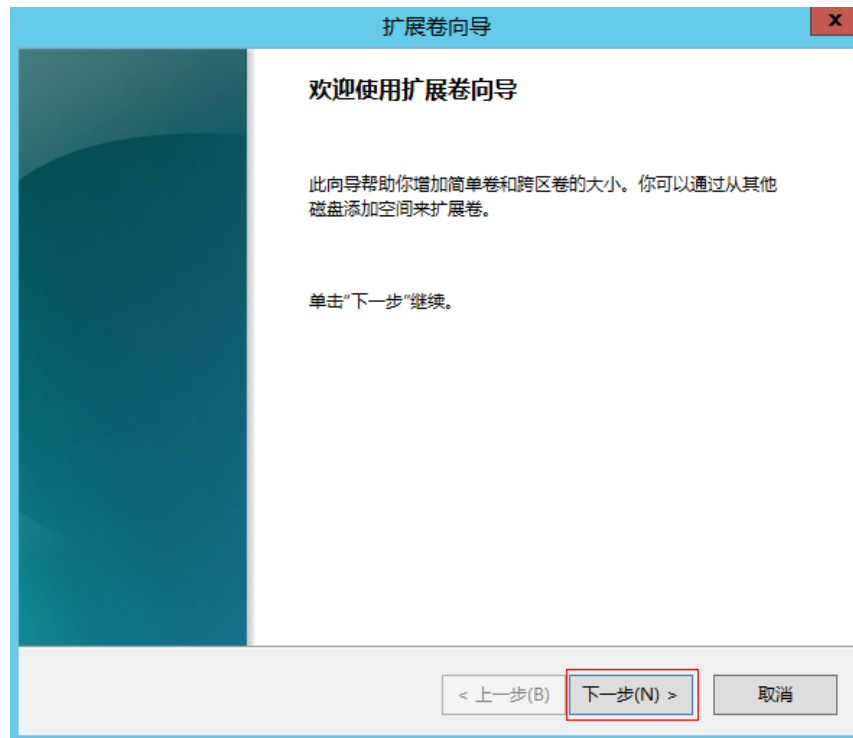 扩展卷向导
x
欢迎使用扩展卷向导
此向导帮助你增加简单卷和跨区卷的大小。你可以通过从其他
磁盘添加空间来扩展卷。
单击"下一步"继续。
< 上一步(B) 下一步(N) > 取消